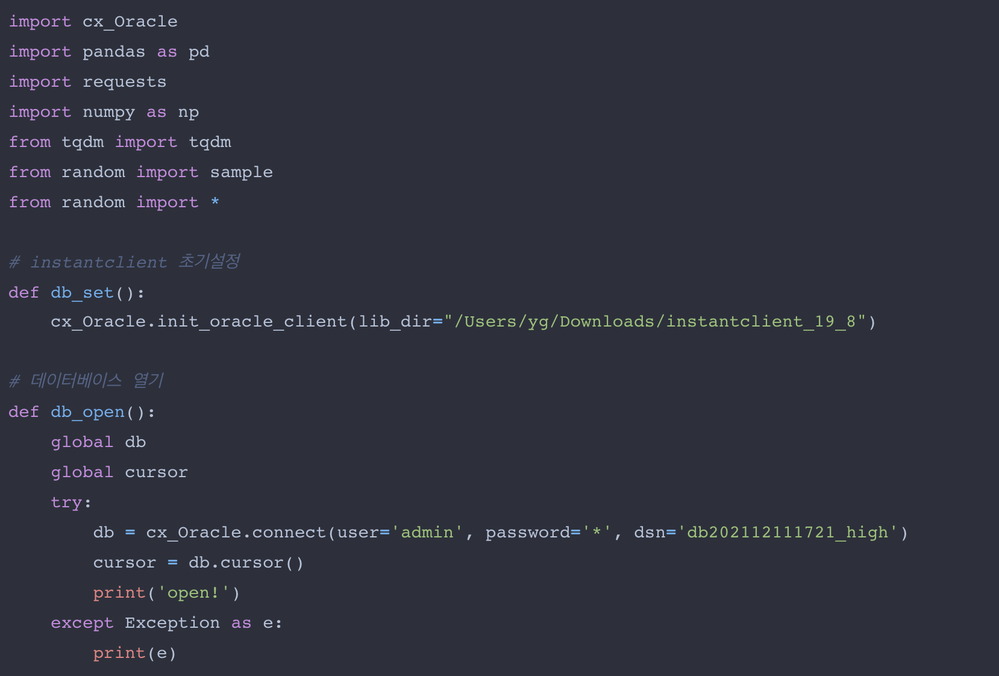 import cx_Oracle
import pandas as pd
import requests
import numpy as np
from tqdm import tqdm
from random import sample
from random import *

# instantclient 초기설정
def db_set():
    cx_Oracle.init_oracle_client(lib_dir="/Users/yg/Downloads/instantclient_19_8")

# 데이터베이스 열기
def db_open():
    global db
    global cursor
    try:
        db = cx_Oracle.connect(user='admin', password='*', dsn='db202112111721_high')
        cursor = db.cursor()
        print('open!')
    except Exception as e:
        print(e)